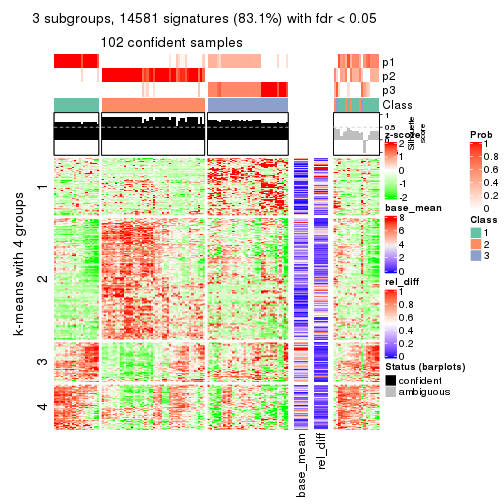 3 subgroups, 14581 signatures (83.1%) with fdr < 0.05
102 confident samples
p1
p2
p3
Class
1
0.5
0
Silhouette
score
k-means with 4 groups
1
2
3
4
base_mean
rel_diff
z-score
2
1
0
-1
-2
base_mean
8
6
4
2
0
rel_diff
1
0.8
0.6
0.4
0.2
0
Status (barplots)
confident
ambiguous
Prob
1
0.8
0.6
0.4
0.2
0
Class
1
2
3